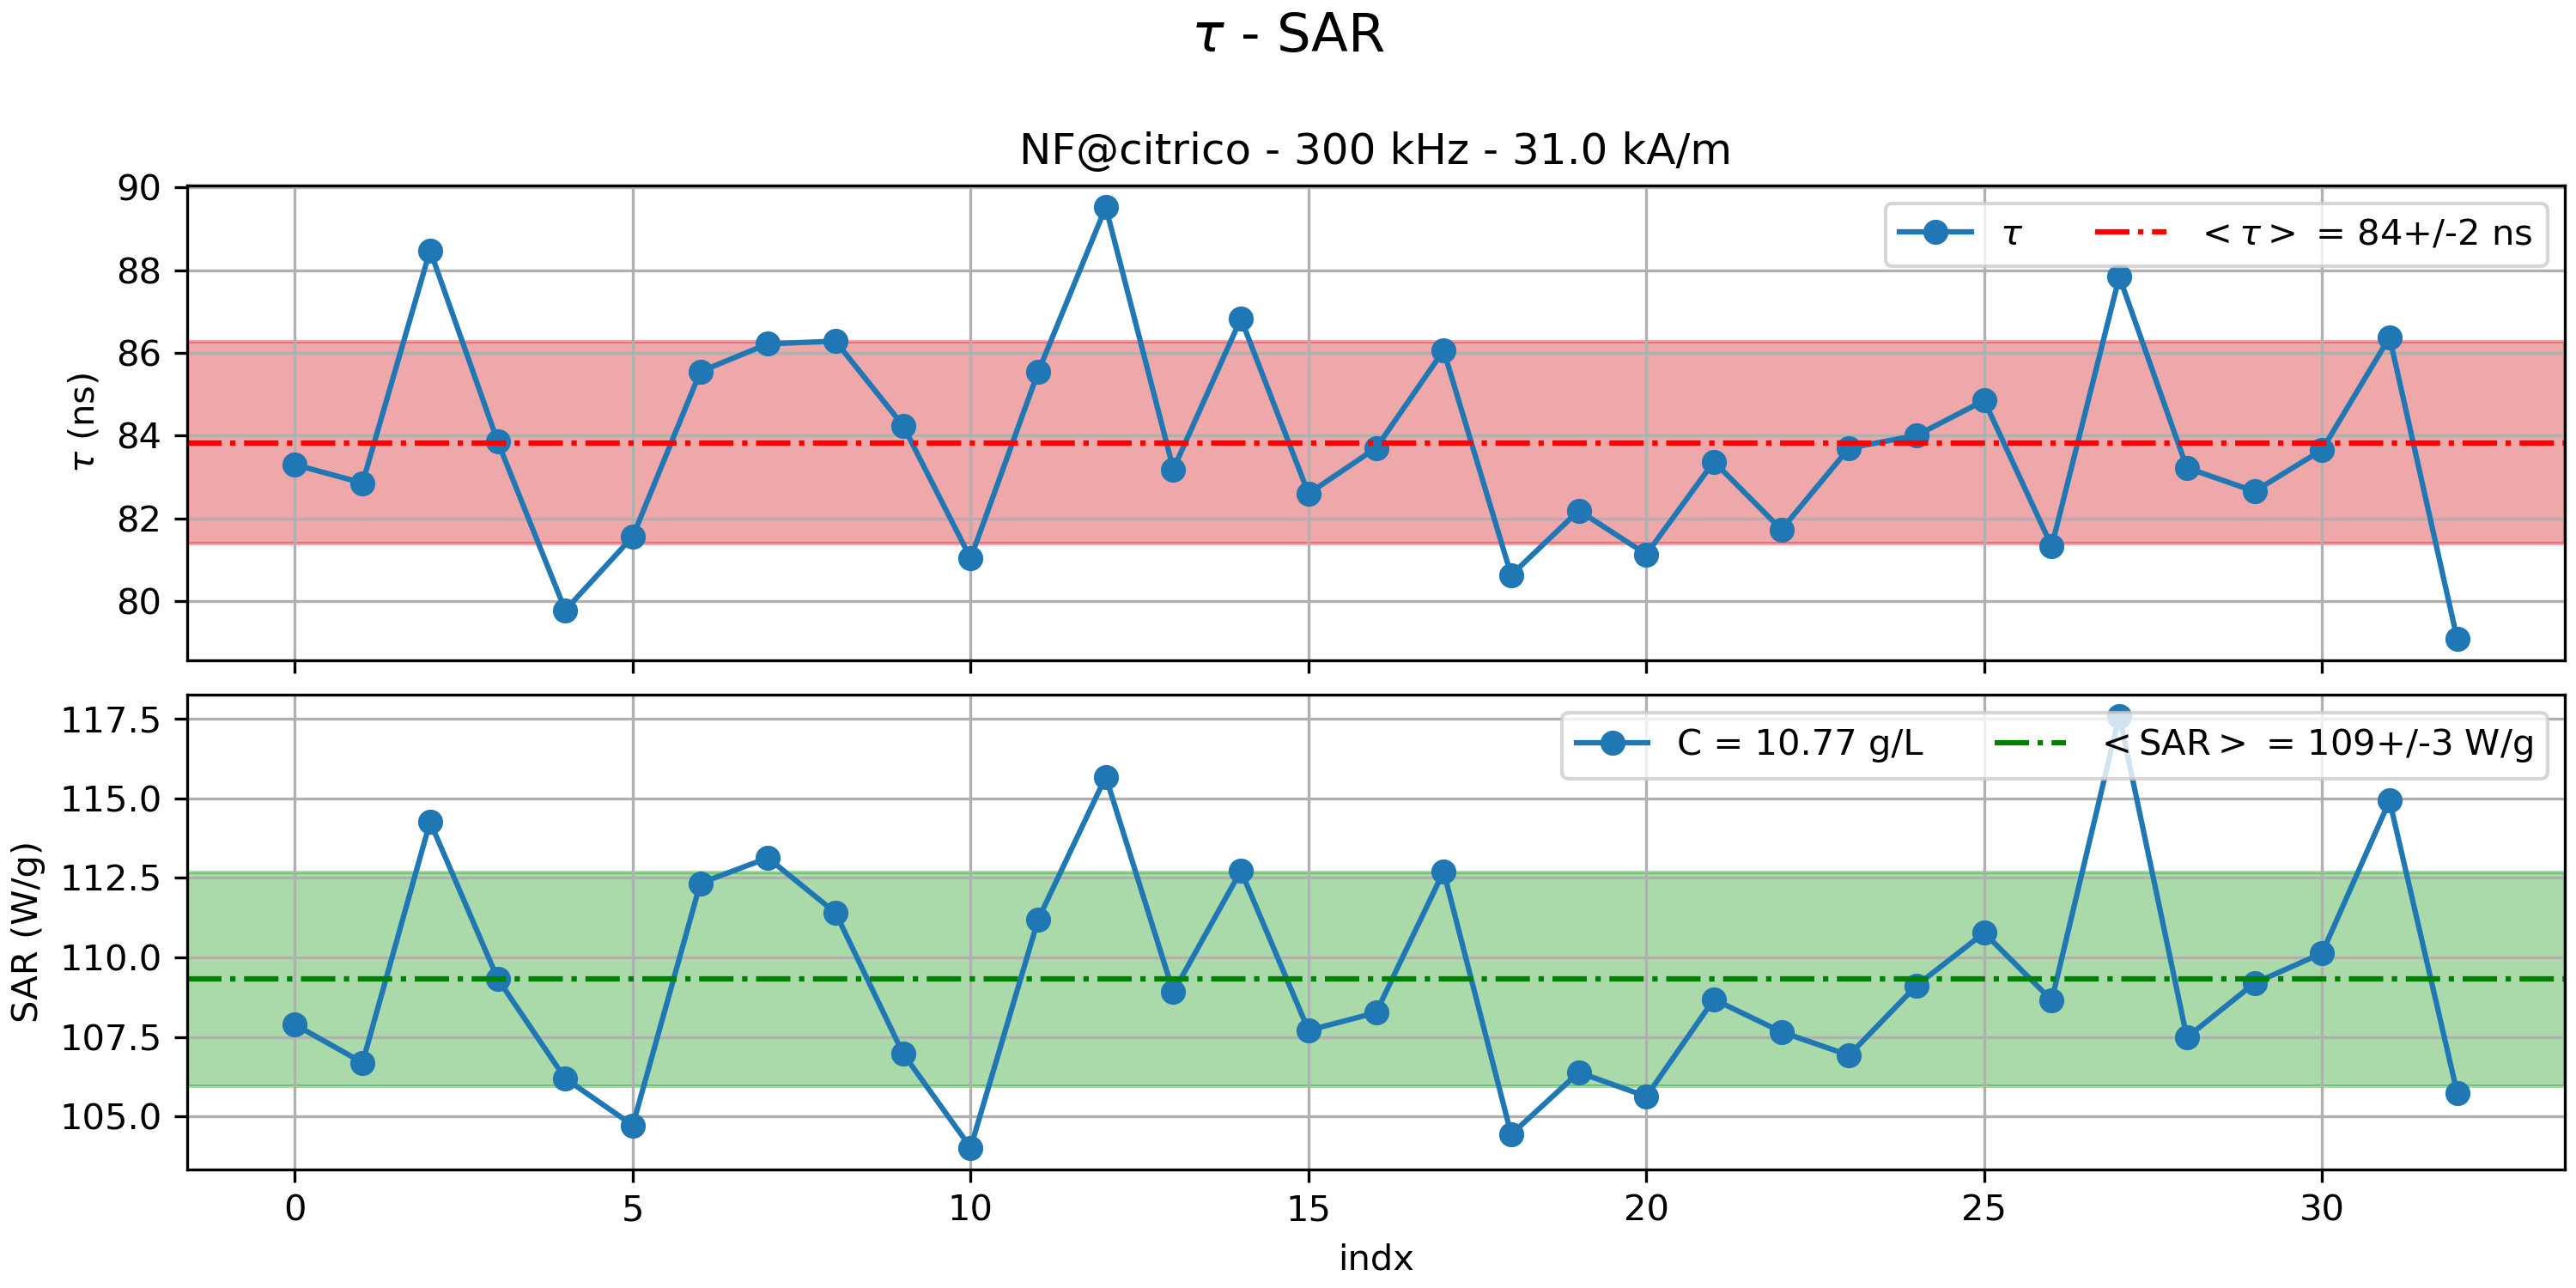 τ - SAR
NF@citrico - 300 kHz - 31.0 kA/m
τ <τ> = 84+/-2 ns
90
88
86
84
82
80
τ (ns)
C = 10.77 g/L <SAR> = 109+/-3 W/g
117.5
115.0
112.5
110.0
107.5
105.0
SAR (W/g)
0 5 10 15 20 25 30
indx